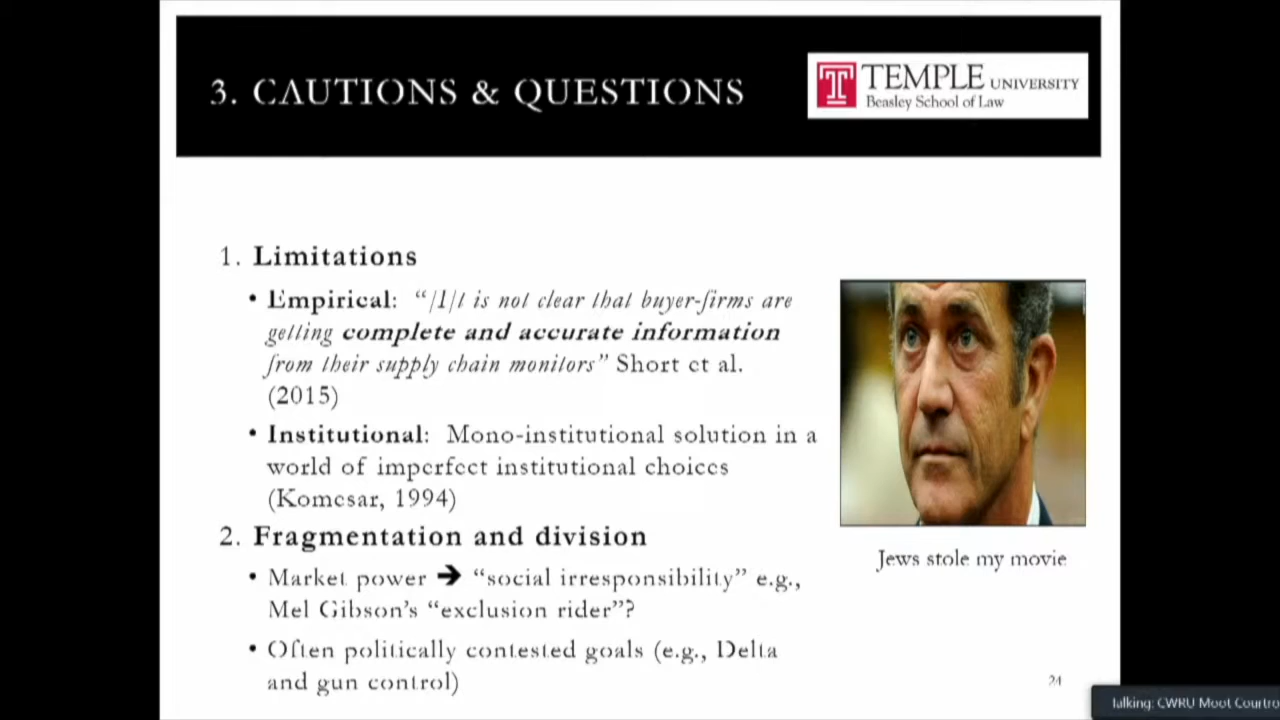 3. CAUTIONS & QUESTIONS
TEMPLE UNIVERSITY
Beasley School of Law
1. Limitations
• Empirical: “[I]t is not clear that buyer-firms are
getting complete and accurate information
from their supply chain monitors” Short et al.
(2015)
• Institutional: Mono-institutional solution in a
world of imperfect institutional choices
(Komesar, 1994)
2. Fragmentation and division
• Market power ➔ “social irresponsibility” e.g.,
Mel Gibson’s “exclusion rider”?
• Often politically contested goals (e.g., Delta
and gun control)
Jews stole my movie
24
Talking: CWRU Moot Courtro